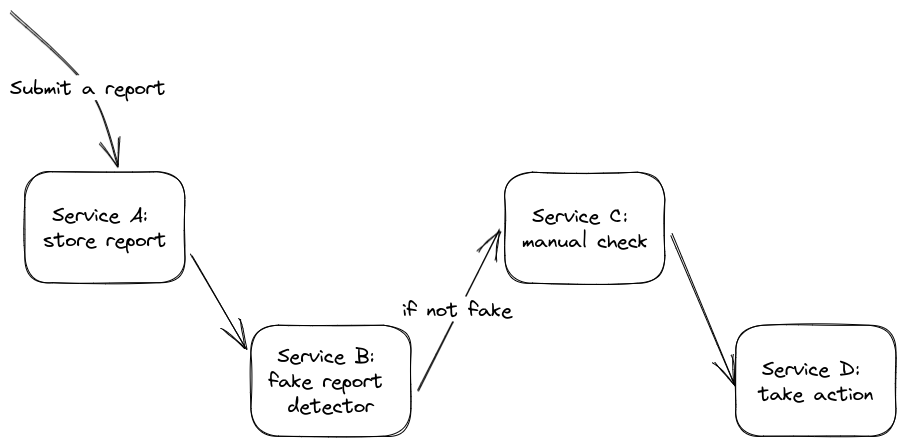 Submit a report
Service A:
store report
Service B:
fake report
detector
if not fake
Service C:
manual check
Service D:
take action